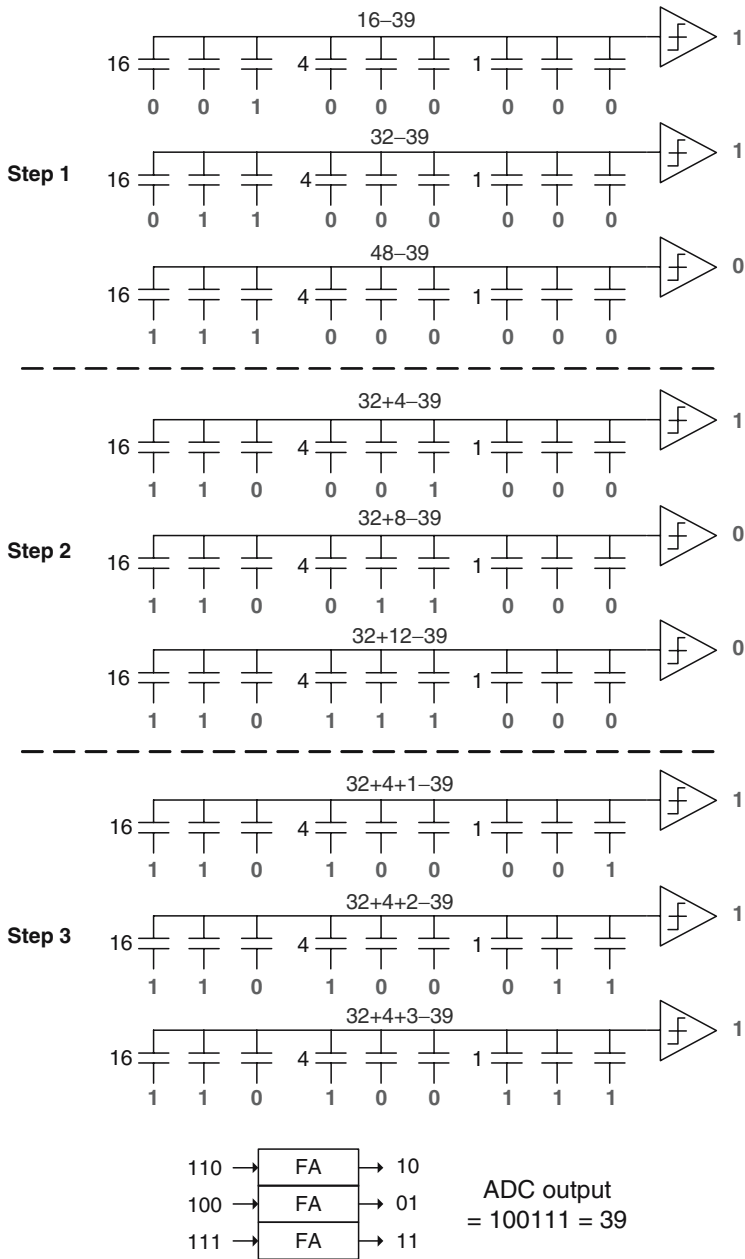 16–39
1
16 4 1
0 0 1 0 0 0 0 0 0
32–39
1
Step 1
16 4 1
0 1 1 0 0 0 0 0 0
48–39
0
16 4 1
1 1 1 0 0 0 0 0 0
32+4–39
1
16 4 1
1 1 0 0 0 1 0 0 0
32+8–39
0
Step 2
16 4 1
1 1 0 0 1 1 0 0 0
32+12–39
0
16 4 1
1 1 0 1 1 1 0 0 0
32+4+1–39
1
16 4 1
1 1 0 1 0 0 0 0 1
32+4+2–39
1
Step 3
16 4 1
1 1 0 1 0 0 0 1 1
32+4+3–39
1
16 4 1
1 1 0 1 0 0 1 1 1
110 FA 10
100 FA 01
111 FA 11
ADC output
= 100111 = 39